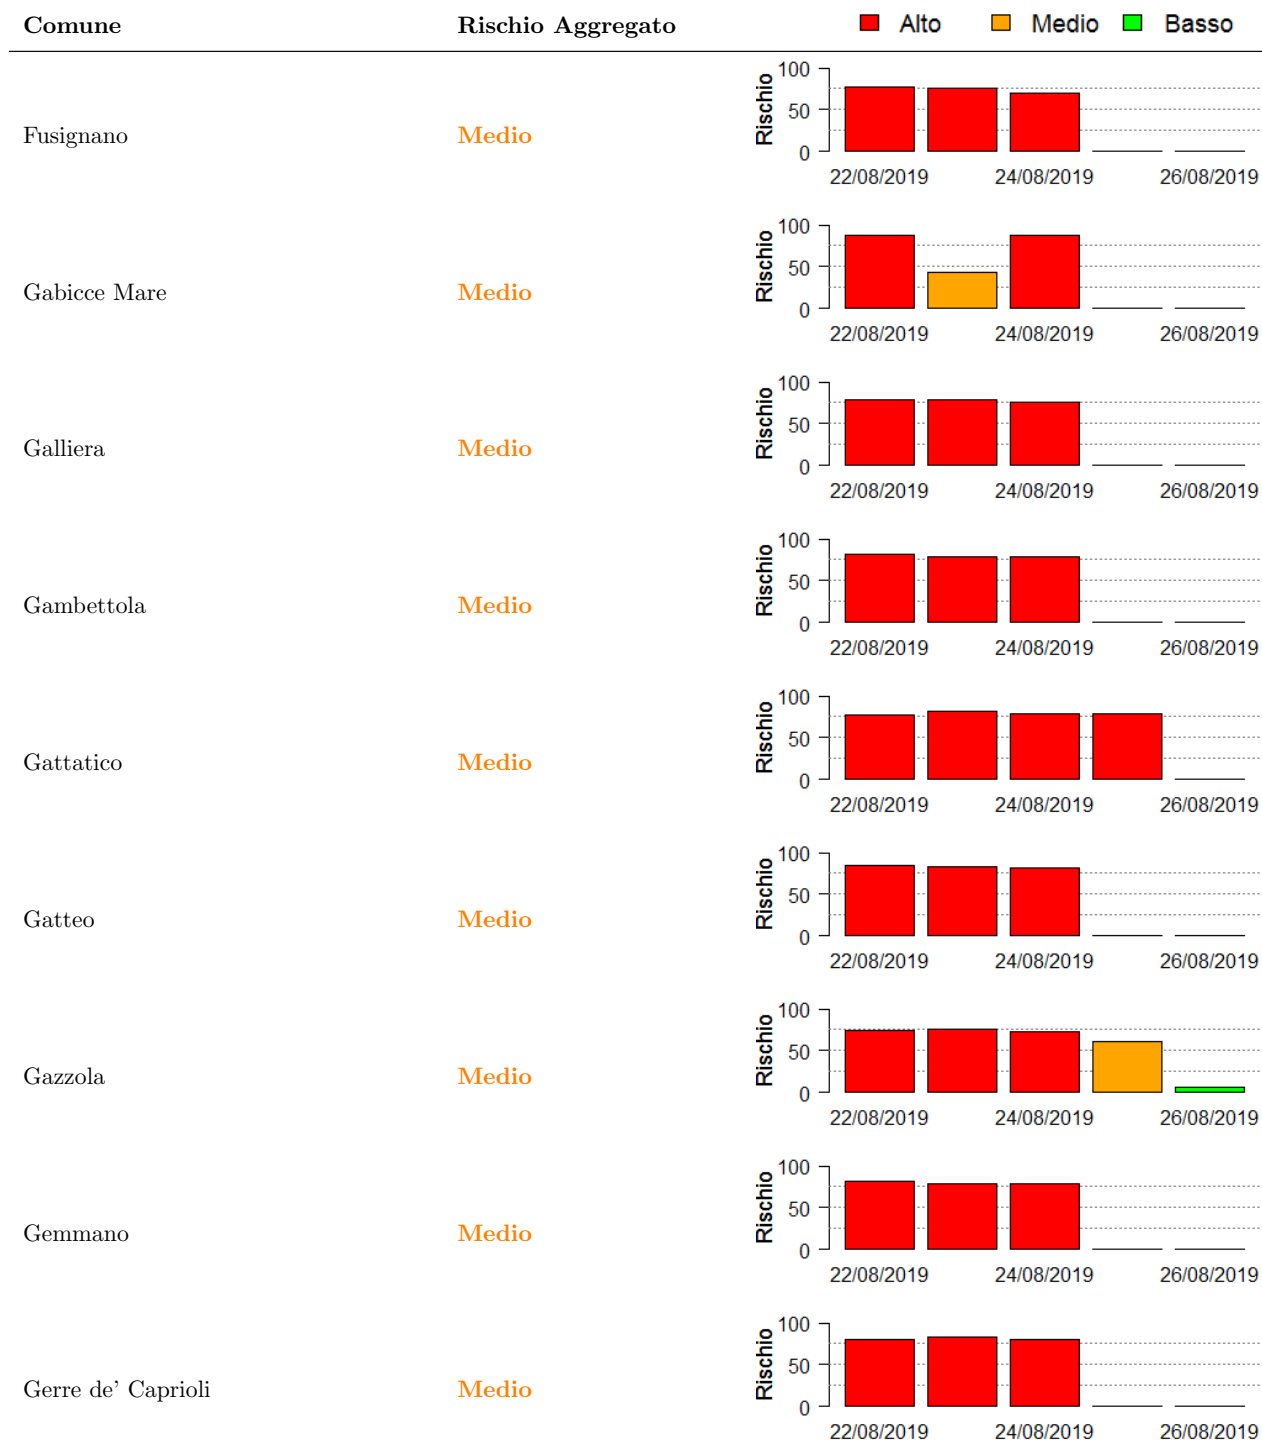 Comune Rischio Aggregato Alto Medio Basso
Fusignano Medio
Rischio
100
50
0
22/08/2019 24/08/2019 26/08/2019
Gabicce Mare Medio
Rischio
100
50
0
22/08/2019 24/08/2019 26/08/2019
Galliera Medio
Rischio
100
50
0
22/08/2019 24/08/2019 26/08/2019
Gambettola Medio
Rischio
100
50
0
22/08/2019 24/08/2019 26/08/2019
Gattatico Medio
Rischio
100
50
0
22/08/2019 24/08/2019 26/08/2019
Gatteo Medio
Rischio
100
50
0
22/08/2019 24/08/2019 26/08/2019
Gazzola Medio
Rischio
100
50
0
22/08/2019 24/08/2019 26/08/2019
Gemmano Medio
Rischio
100
50
0
22/08/2019 24/08/2019 26/08/2019
Gerre de' Caprioli Medio
Rischio
100
50
0
22/08/2019 24/08/2019 26/08/2019